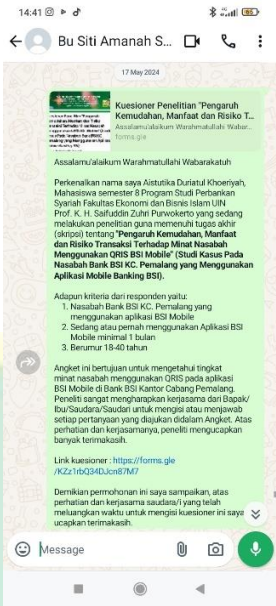 14:41
Bu Siti Amanah S...
17 May 2024
Kuesioner Penelitian "Pengaruh
Kemudahan, Manfaat dan Risiko T...
Assalamu'alaikum Warahmatullahi Wabar...
forms.gle
Assalamu'alaikum Warahmatullahi Wabarakatuh
Perkenalkan nama saya Aistutika Duriatul Khoeriyah,
Mahasiswa semester 8 Program Studi Perbankan
Syariah Fakultas Ekonomi dan Bisnis Islam UIN
Prof. K. H. Saifuddin Zuhri Purwokerto yang sedang
melakukan penelitian guna memenuhi tugas akhir
(skripsi) tentang "Pengaruh Kemudahan, Manfaat
dan Risiko Transaksi Terhadap Minat Nasabah
Menggunakan QRIS BSI Mobile" (Studi Kasus Pada
Nasabah Bank BSI KC. Pemalang yang Menggunakan
Aplikasi Mobile Banking BSI).
Adapun kriteria dari responden yaitu:
1. Nasabah Bank BSI KC. Pemalang yang
menggunakan aplikasi BSI Mobile
2. Sedang atau pernah menggunakan Aplikasi BSI
Mobile minimal 1 bulan
3. Berumur 18-40 tahun
Angket ini bertujuan untuk mengetahui tingkat
minat nasabah menggunakan QRIS pada aplikasi
BSI Mobile di Bank BSI Kantor Cabang Pemalang.
Peneliti sangat mengharapkan kerjasama dari Bapak/
Ibu/Saudara/Saudari untuk mengisi atau menjawab
setiap pertanyaan yang diajukan didalam Angket. Atas
perhatian dan kerjasamanya, peneliti mengucapkan
banyak terimakasih.
Link kuesioner : https://forms.gle
/KZz1rbQ34DJcn87M7
Demikian permohonan ini saya sampaikan, atas
perhatian dan kerjasama saudara/i yang telah
meluangkan waktu untuk mengisi kuesioner ini saya
ucapkan terimakasih.
Message